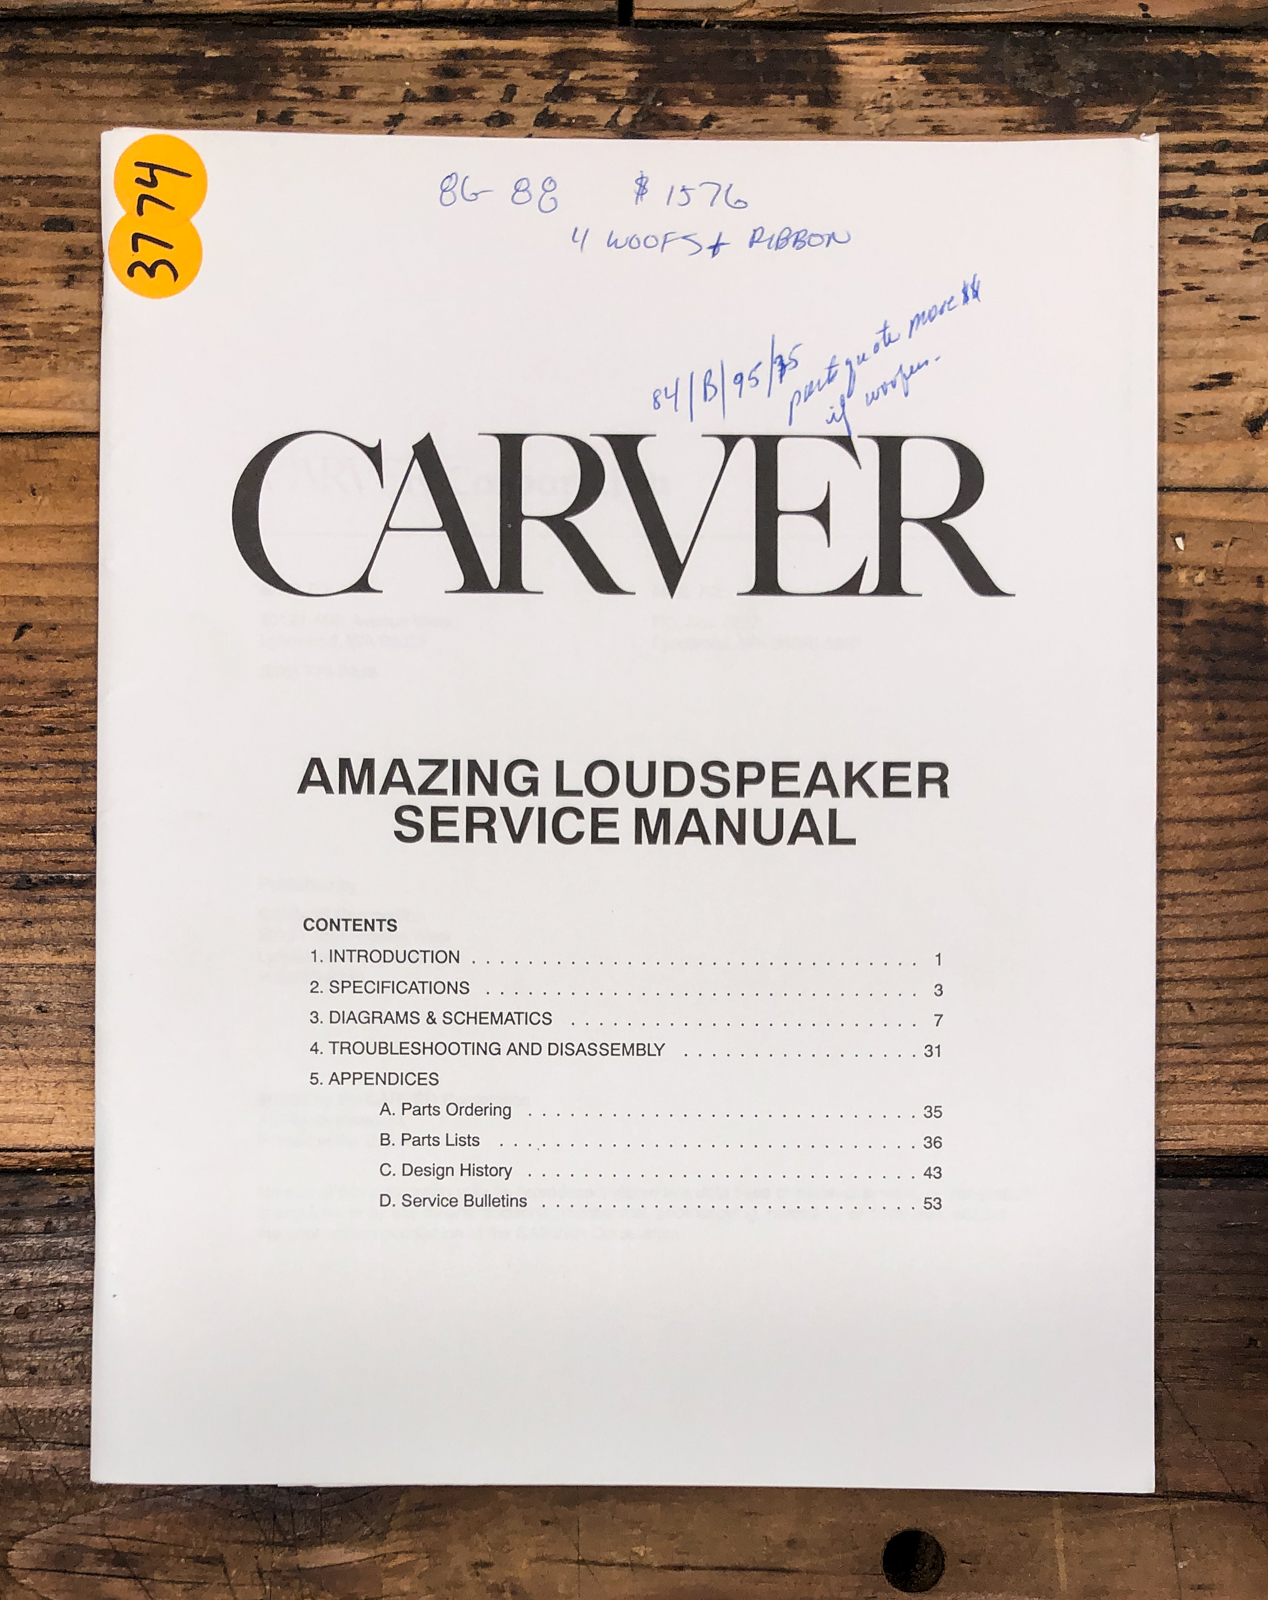 3774
86-88 $1576
4 WOOFS + RIBBON
84/B/95/35
parts quote more $$
if woofers.
CARVER
AMAZING LOUDSPEAKER
SERVICE MANUAL
CONTENTS
1. INTRODUCTION . . . . . . . . . . . . . . . . . . . . . . . . . . . . . . . . 1
2. SPECIFICATIONS . . . . . . . . . . . . . . . . . . . . . . . . . . . . . . . 3
3. DIAGRAMS & SCHEMATICS . . . . . . . . . . . . . . . . . . . . . . . . . 7
4. TROUBLESHOOTING AND DISASSEMBLY . . . . . . . . . . . . . . . . . 31
5. APPENDICES
A. Parts Ordering . . . . . . . . . . . . . . . . . . . . . . . . . . . . 35
B. Parts Lists . . . . . . . . . . . . . . . . . . . . . . . . . . . . . . 36
C. Design History . . . . . . . . . . . . . . . . . . . . . . . . . . . . 43
D. Service Bulletins . . . . . . . . . . . . . . . . . . . . . . . . . . . 53